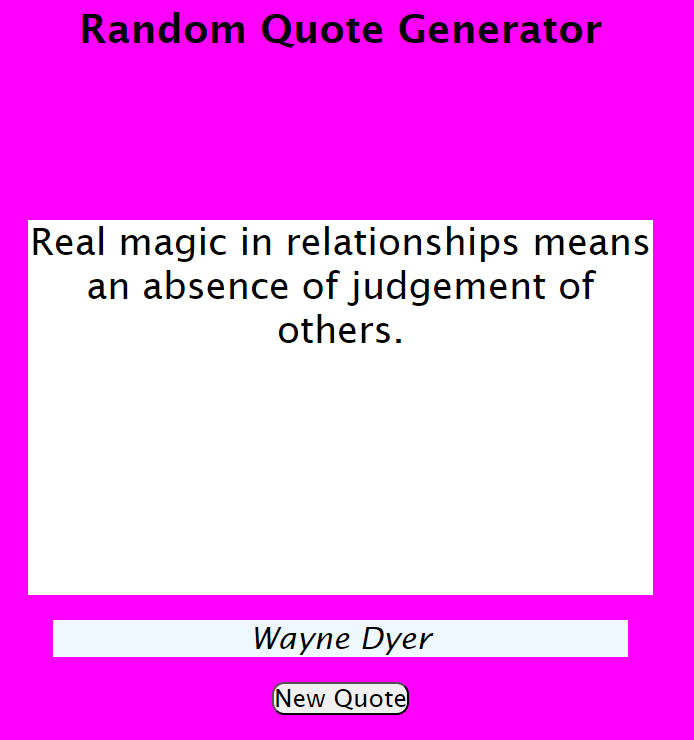 Random Quote Generator
Real magic in relationships means
an absence of judgement of
others.
Wayne Dyer
New Quote